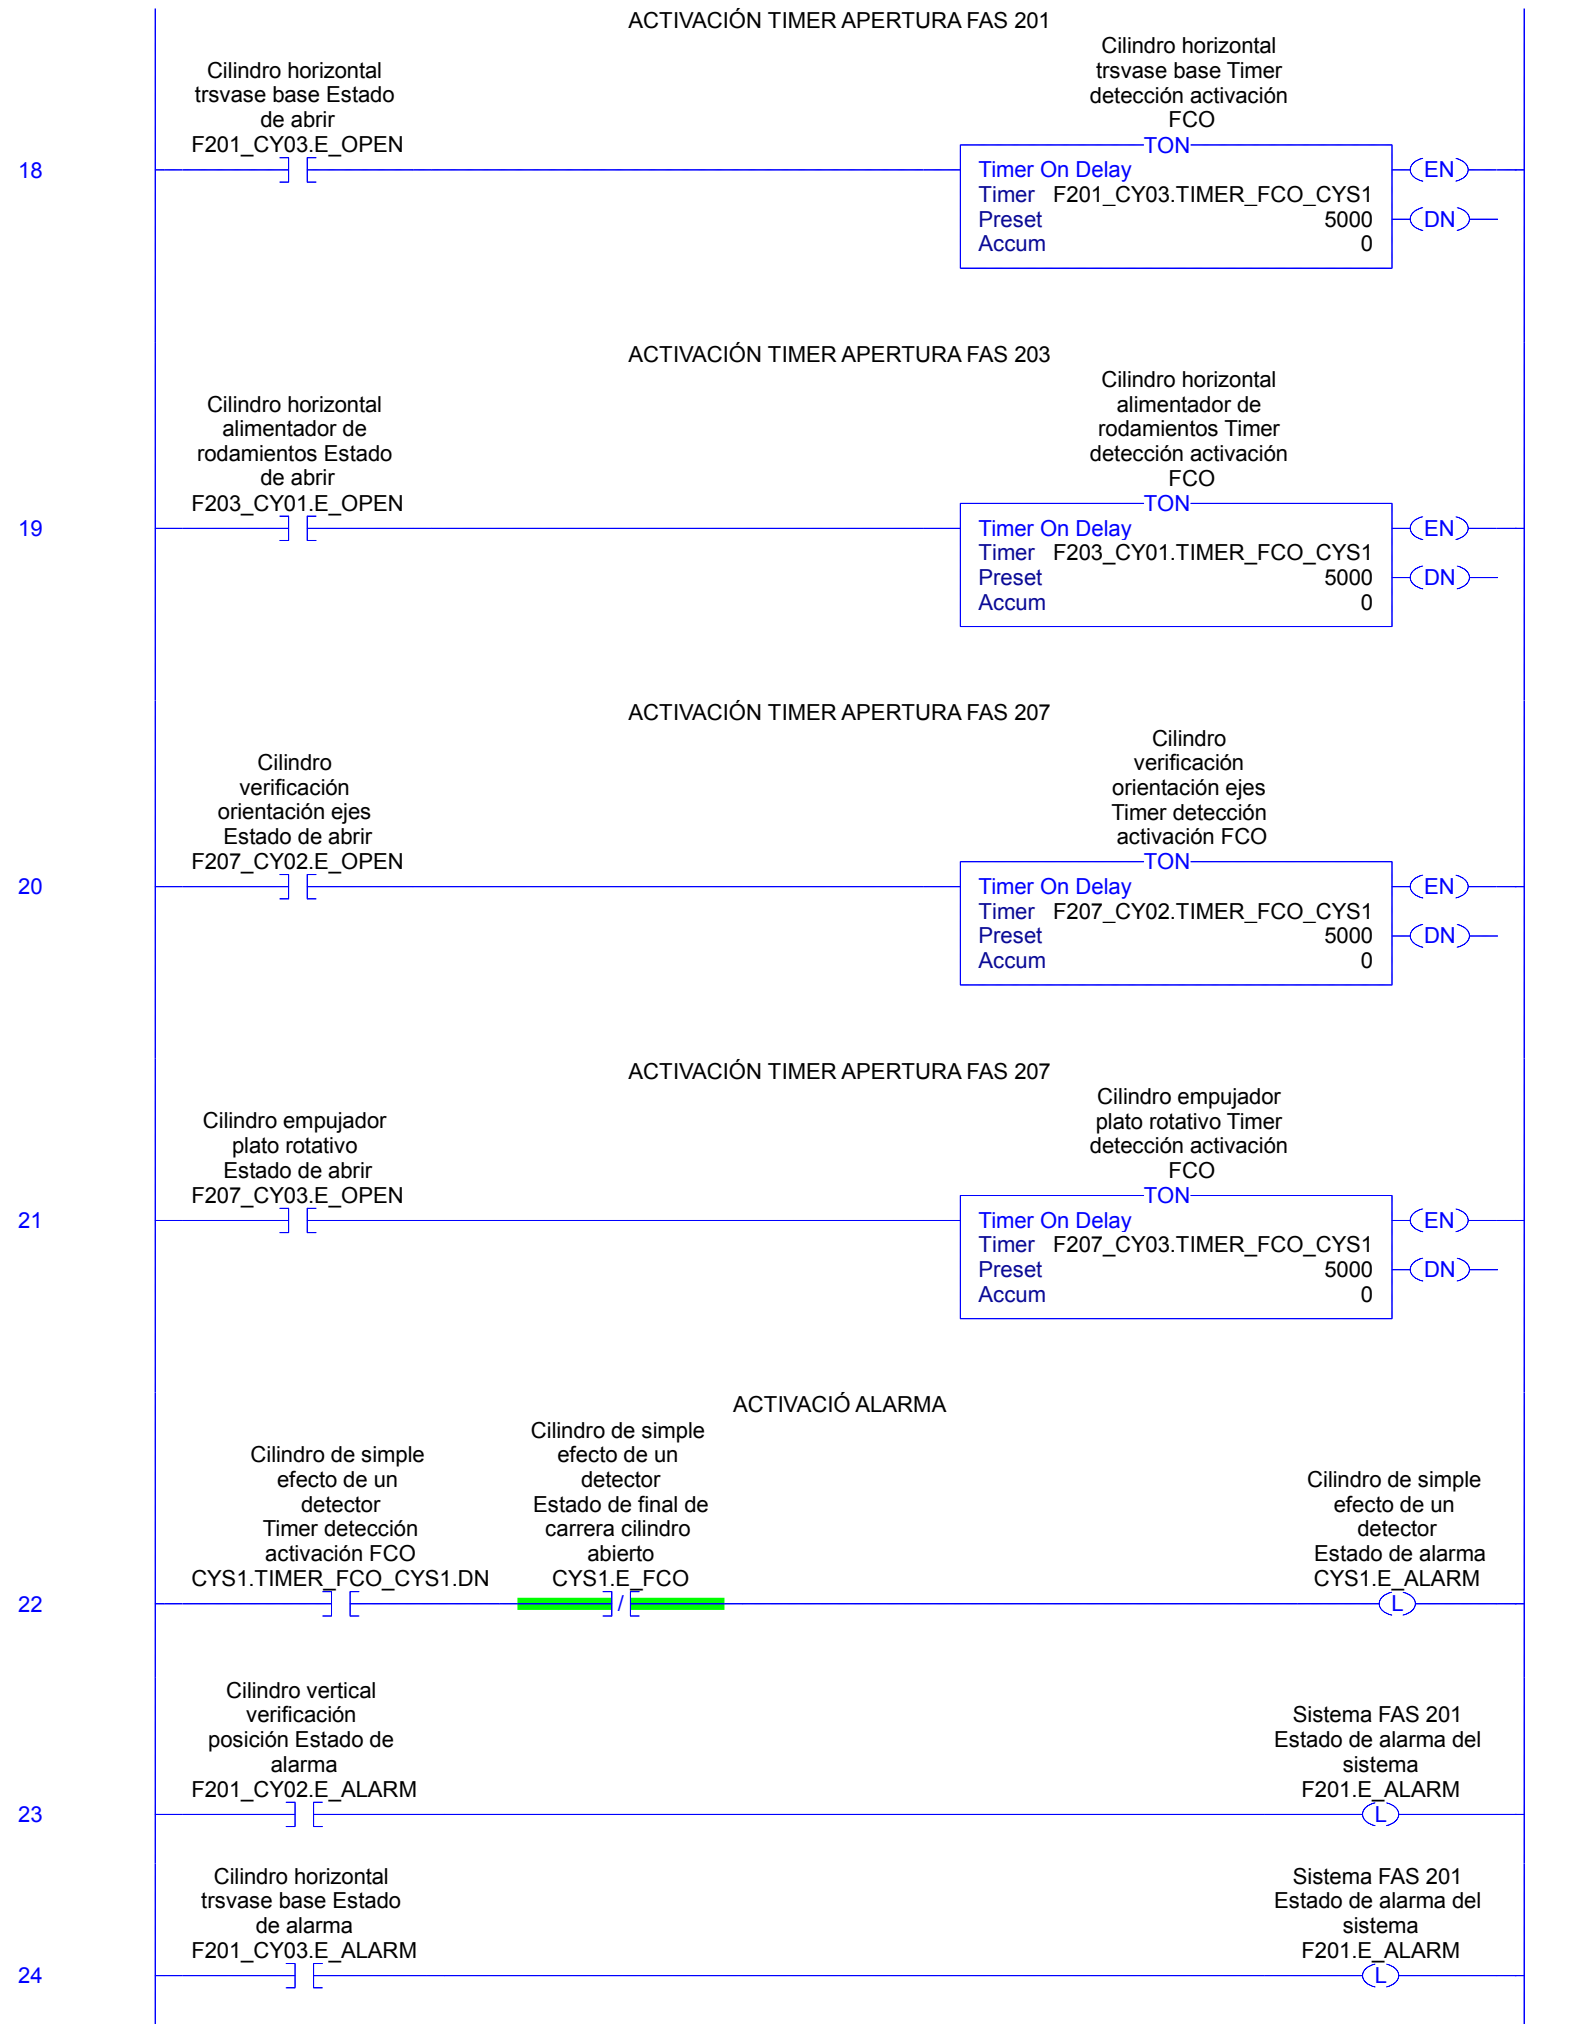 ACTIVACIÓN TIMER APERTURA FAS 201
Cilindro horizontal
trsvase base Estado
de abrir
F201_CY03.E_OPEN
Cilindro horizontal
trsvase base Timer
detección activación
FCO
TON
18
Timer On Delay
Timer F201_CY03.TIMER_FCO_CYS1
Preset 5000
Accum 0
EN
DN
ACTIVACIÓN TIMER APERTURA FAS 203
Cilindro horizontal
alimentador de
rodamientos Estado
de abrir
F203_CY01.E_OPEN
Cilindro horizontal
alimentador de
rodamientos Timer
detección activación
FCO
TON
19
Timer On Delay
Timer F203_CY01.TIMER_FCO_CYS1
Preset 5000
Accum 0
EN
DN
ACTIVACIÓN TIMER APERTURA FAS 207
Cilindro
verificación
orientación ejes
Estado de abrir
F207_CY02.E_OPEN
Cilindro
verificación
orientación ejes
Timer detección
activación FCO
TON
20
Timer On Delay
Timer F207_CY02.TIMER_FCO_CYS1
Preset 5000
Accum 0
EN
DN
ACTIVACIÓN TIMER APERTURA FAS 207
Cilindro empujador
plato rotativo
Estado de abrir
F207_CY03.E_OPEN
Cilindro empujador
plato rotativo Timer
detección activación
FCO
TON
21
Timer On Delay
Timer F207_CY03.TIMER_FCO_CYS1
Preset 5000
Accum 0
EN
DN
ACTIVACIÓ ALARMA
Cilindro de simple
efecto de un
detector
Timer detección
activación FCO
CYS1.TIMER_FCO_CYS1.DN
Cilindro de simple
efecto de un
detector
Estado de final de
carrera cilindro
abierto
CYS1.E_FCO
Cilindro de simple
efecto de un
detector
Estado de alarma
CYS1.E_ALARM
22
/
L
Cilindro vertical
verificación
posición Estado de
alarma
F201_CY02.E_ALARM
Sistema FAS 201
Estado de alarma del
sistema
F201.E_ALARM
23
L
Cilindro horizontal
trsvase base Estado
de alarma
F201_CY03.E_ALARM
Sistema FAS 201
Estado de alarma del
sistema
F201.E_ALARM
24
L